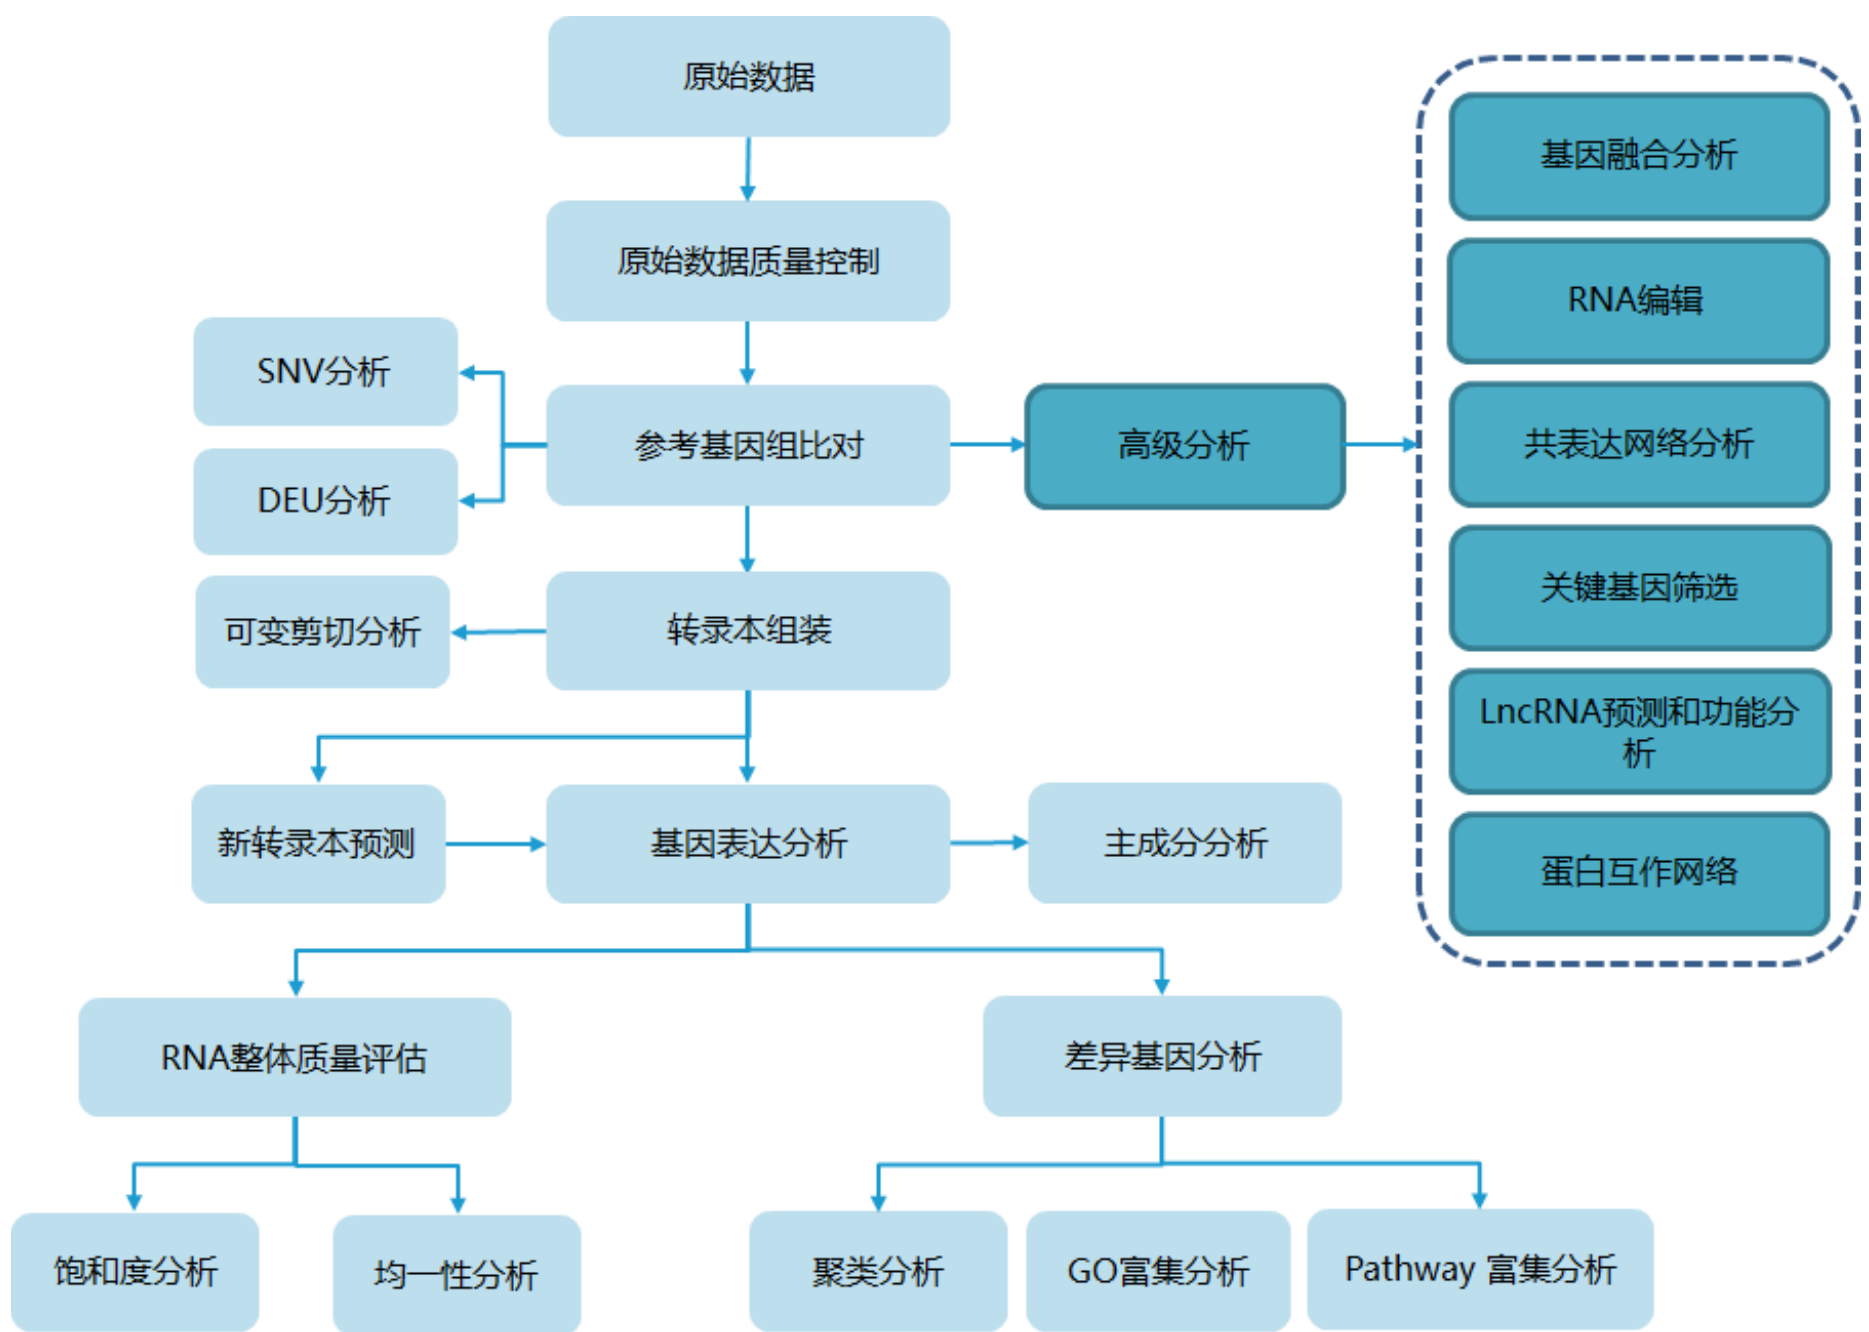 原始数据
原始数据质量控制
SNV分析
DEU分析
参考基因组比对
高级分析
可变剪切分析
转录本组装
新转录本预测
基因表达分析
主成分分析
RNA整体质量评估
差异基因分析
饱和度分析
均一性分析
聚类分析
GO富集分析
Pathway 富集分析
基因融合分析
RNA编辑
共表达网络分析
关键基因筛选
LncRNA预测和功能分
析
蛋白互作网络